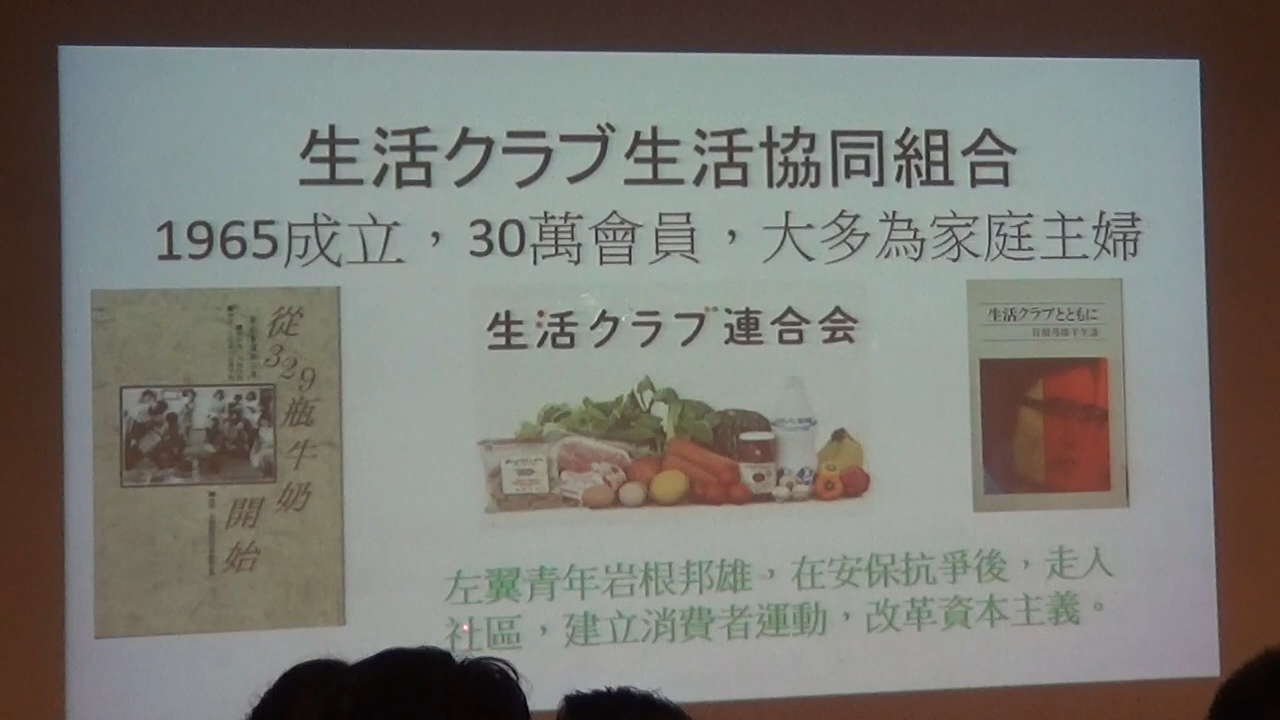 生活クラブ生活協同組合
1965成立，30萬會員，大多為家庭主婦
從329瓶牛奶
開始
生活クラブ連合会
生活クラブとともに
左翼青年岩根邦雄，在安保抗爭後，走人
社區，建立消費者運動，改革資本主義。